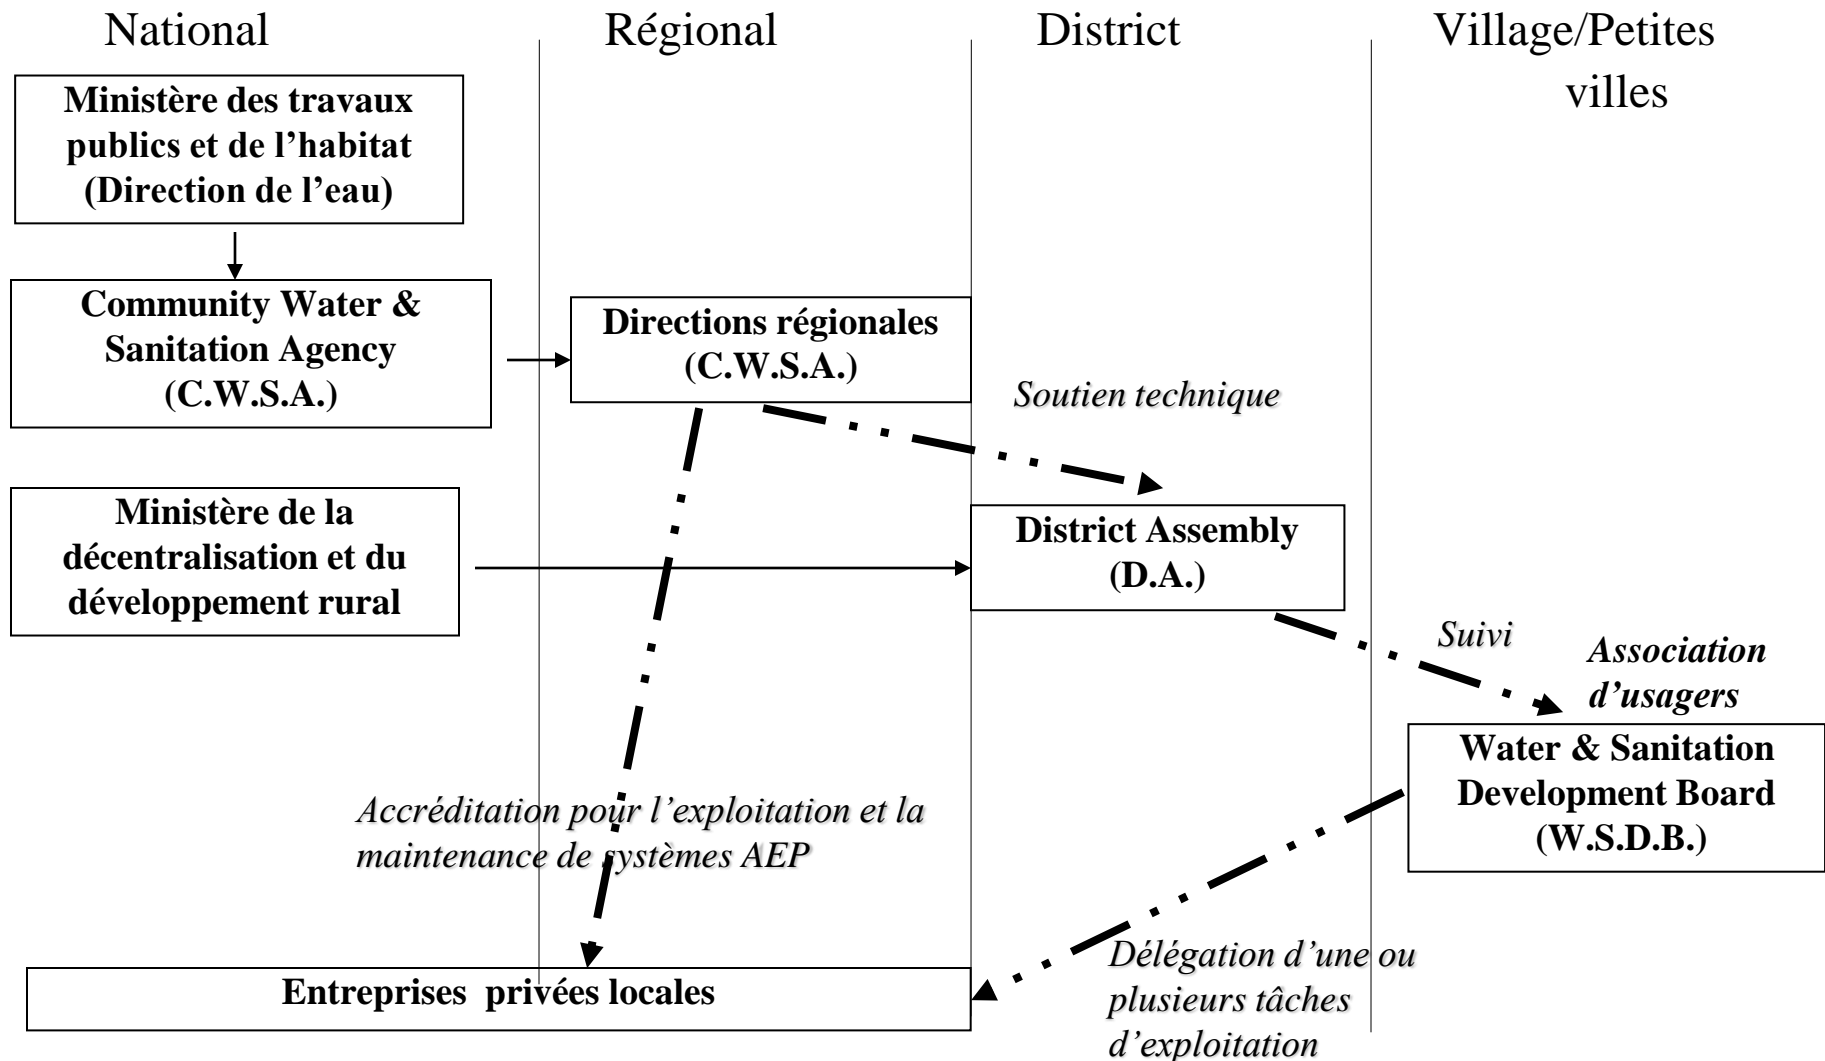 National
Régional
District
Village/Petites
villes
Ministère des travaux
publics et de l’habitat
(Direction de l’eau)
Community Water &
Sanitation Agency
(C.W.S.A.)
Directions régionales
(C.W.S.A.)
Soutien technique
Ministère de la
décentralisation et du
développement rural
District Assembly
(D.A.)
Suivi
Association
d’usagers
Water & Sanitation
Development Board
(W.S.D.B.)
Accréditation pour l’exploitation et la
maintenance de systèmes AEP
Entreprises privées locales
Délégation d’une ou
plusieurs tâches
d’exploitation